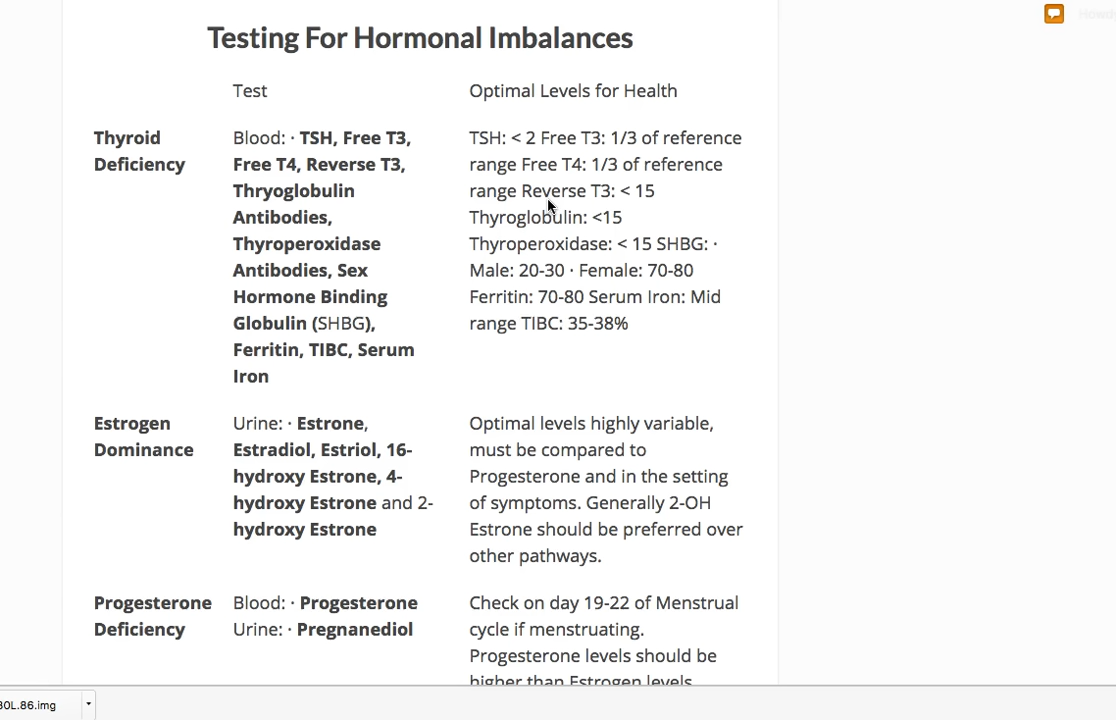 Testing For Hormonal Imbalances
Test
Optimal Levels for Health
Thyroid
Deficiency
Blood: · TSH, Free T3,
Free T4, Reverse T3,
Thryoglobulin
Antibodies,
Thyroperoxidase
Antibodies, Sex
Hormone Binding
Globulin (SHBG),
Ferritin, TIBC, Serum
Iron
TSH: < 2 Free T3: 1/3 of reference
range Free T4: 1/3 of reference
range Reverse T3: < 15
Thyroglobulin: <15
Thyroperoxidase: < 15 SHBG: ·
Male: 20-30 · Female: 70-80
Ferritin: 70-80 Serum Iron: Mid
range TIBC: 35-38%
Estrogen
Dominance
Urine: · Estrone,
Estradiol, Estriol, 16-
hydroxy Estrone, 4-
hydroxy Estrone and 2-
hydroxy Estrone
Optimal levels highly variable,
must be compared to
Progesterone and in the setting
of symptoms. Generally 2-OH
Estrone should be preferred over
other pathways.
Progesterone
Deficiency
Blood: · Progesterone
Urine: · Pregnanediol
Check on day 19-22 of Menstrual
cycle if menstruating.
Progesterone levels should be
higher than Estrogen levels
30L.86.img